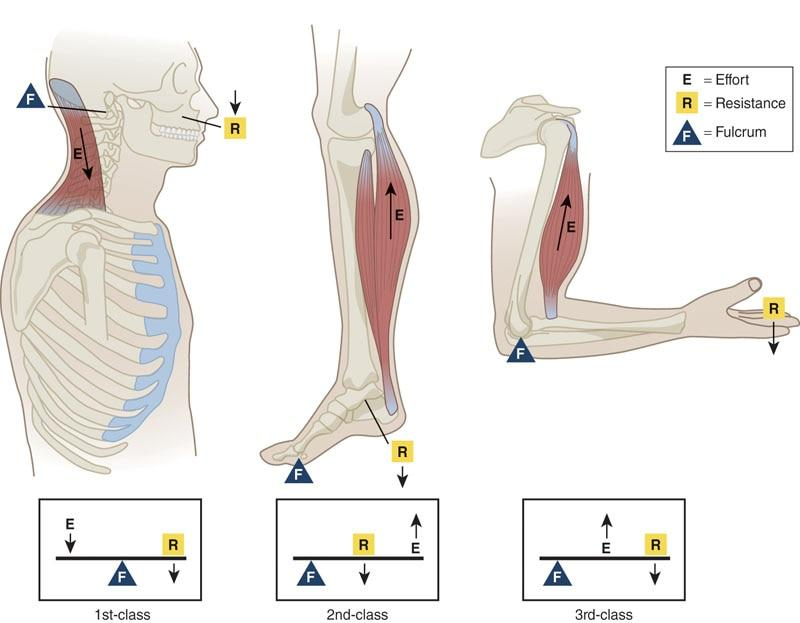 E = Effort
R = Resistance
F = Fulcrum
F
E
R
E
R
F
E
F
R
E
R
F
1st-class
R
E
F
2nd-class
E
R
F
3rd-class